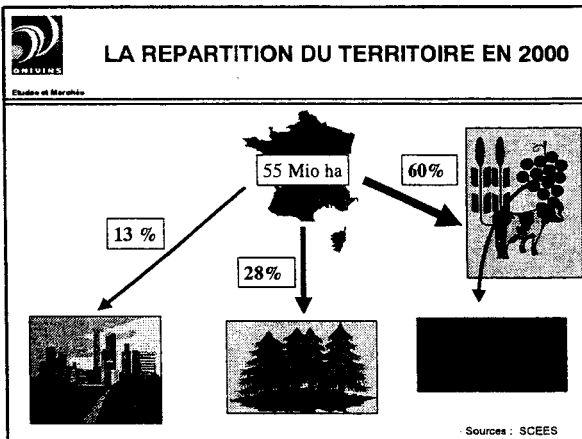 ONIVINS
LA REPARTITION DU TERRITOIRE EN 2000
Etudes et Marchés
55 Mio ha
60%
13 %
28%
Sources : SCEES